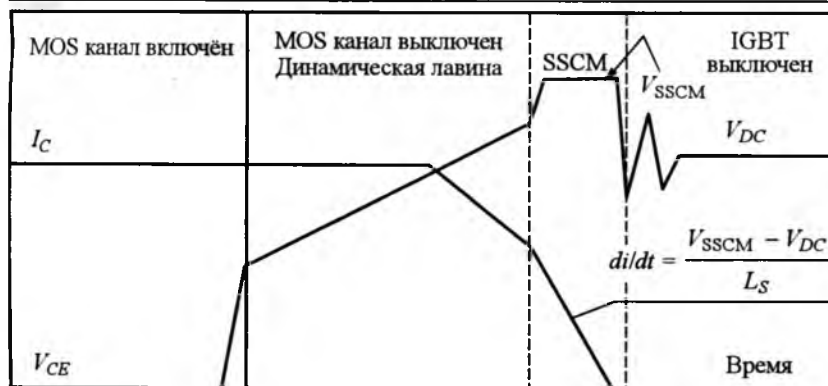 MOS канал включён
MOS канал выключен
Динамическая лавина
SSCM
V_SSCM
IGBT
выключен
I_C
V_DC
di/dt = (V_SSCM − V_DC) / L_S
V_CE
Время